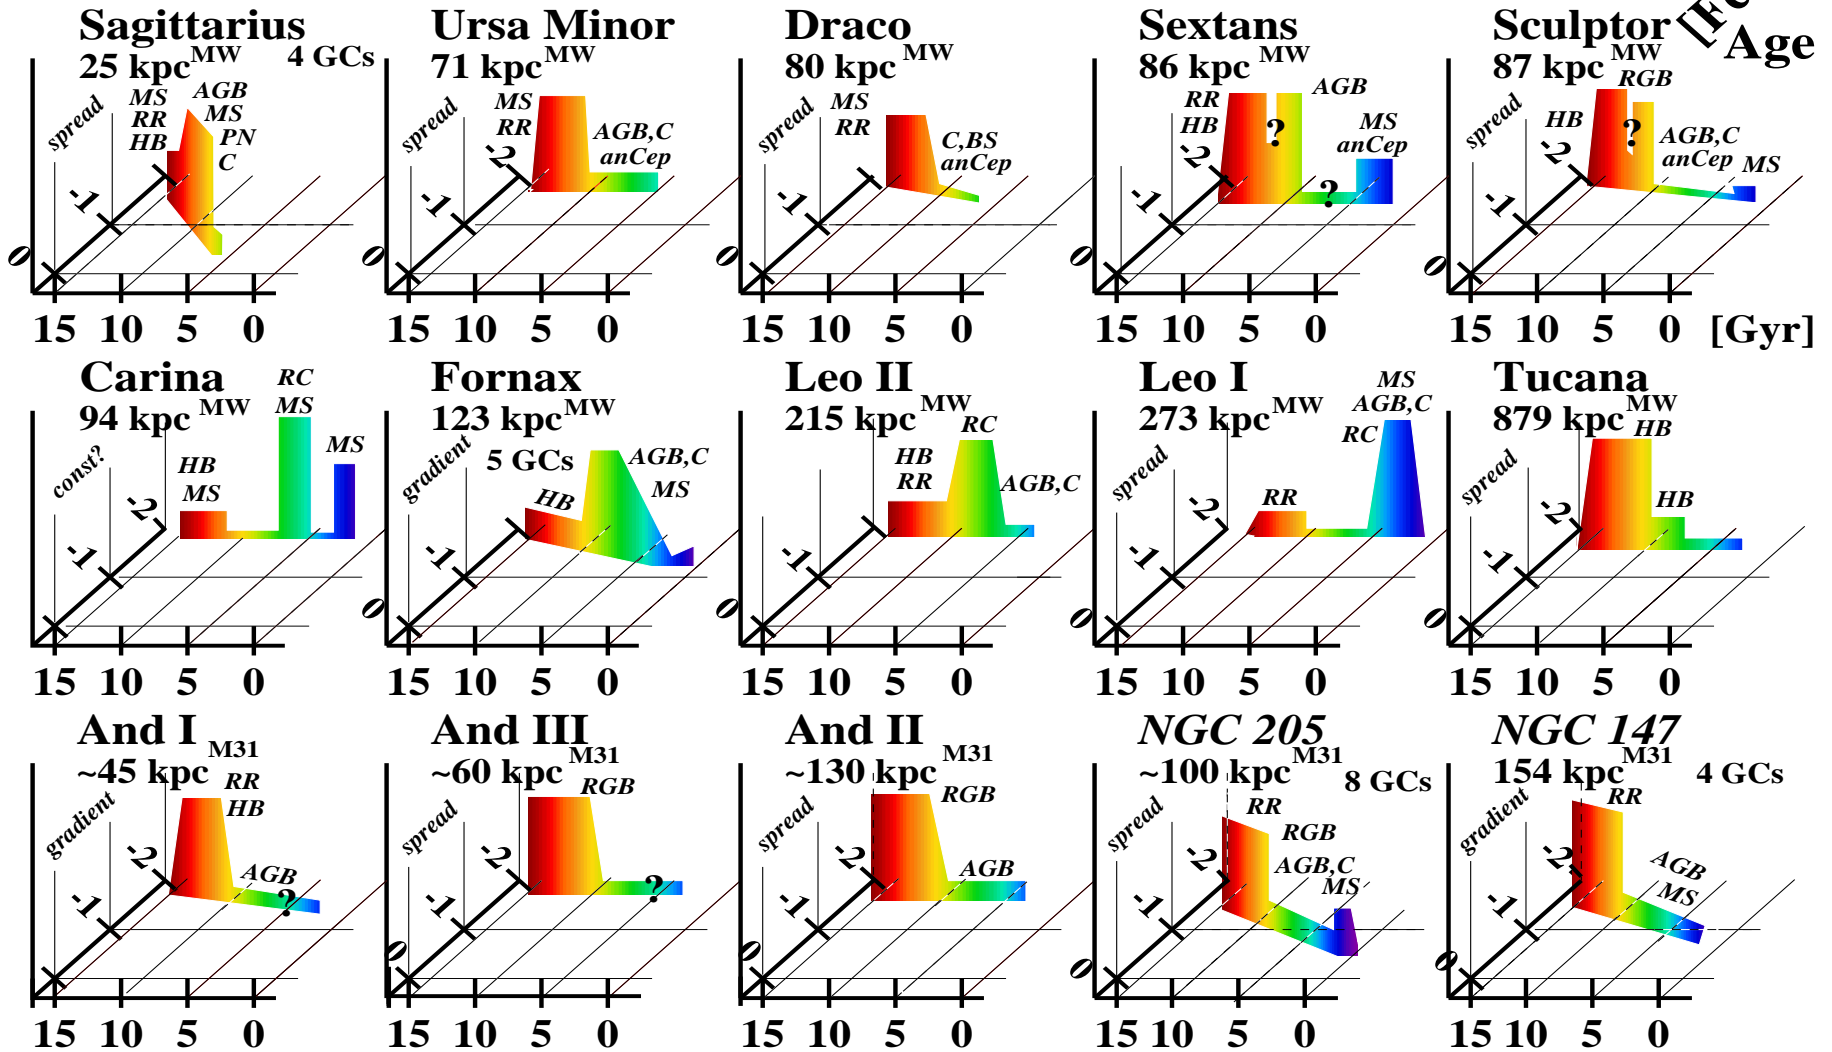 Sagittarius
25 kpc MW
4 GCs
spread
MS
RR
HB
AGB
MS
PN
C
-1
0
15 10 5 0
Ursa Minor
71 kpc MW
spread
MS
RR
AGB,C
anCep
-2
-1
0
15 10 5 0
Draco
80 kpc MW
spread
MS
RR
C,BS
anCep
-1
0
15 10 5 0
Sextans
86 kpc MW
RR
HB
AGB
MS
anCep
?
?
-2
-1
0
15 10 5 0
Sculptor
87 kpc MW
Age
spread
RGB
HB
?
AGB,C
anCep
MS
-2
-1
0
15 10 5 0 [Gyr]
Carina
94 kpc MW
const?
HB
MS
RC
MS
MS
-2
-1
0
15 10 5 0
Fornax
123 kpc MW
5 GCs
gradient
HB
AGB,C
MS
-1
0
15 10 5 0
Leo II
215 kpc MW
HB
RR
RC
AGB,C
-2
-1
0
15 10 5 0
Leo I
273 kpc MW
spread
RR
MS
AGB,C
RC
-2
-1
0
15 10 5 0
Tucana
879 kpc MW
spread
HB
HB
-2
-1
0
15 10 5 0
And I
~45 kpc M31
gradient
RR
HB
AGB
?
-2
-1
15 10 5 0
And III
~60 kpc M31
spread
RGB
?
-2
-1
0
15 10 5 0
And II
~130 kpc M31
spread
RGB
AGB
-2
-1
0
15 10 5 0
NGC 205
~100 kpc M31
8 GCs
spread
RR
RGB
AGB,C
MS
-2
-1
0
15 10 5 0
NGC 147
154 kpc M31
4 GCs
gradient
RR
AGB
MS
-2
-1
0
15 10 5 0